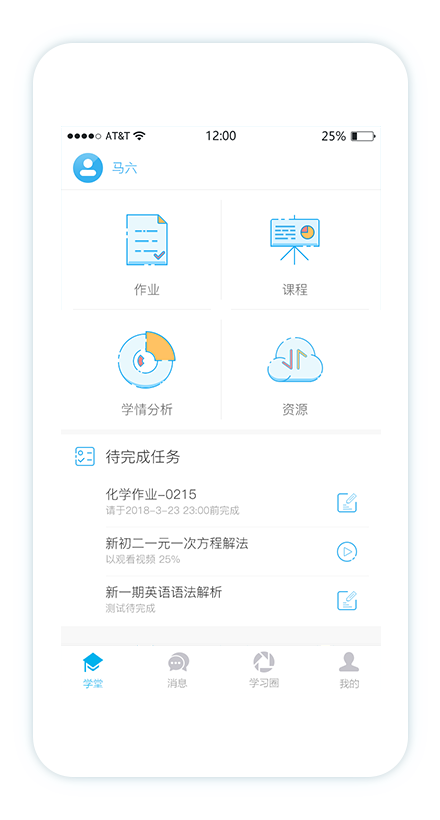 AT&T 12:00 25%
马六
作业 课程
学情分析 资源
待完成任务
化学作业-0215
请于2018-3-23 23:00前完成
新初二一元一次方程解法
以观看视频 25%
新一期英语语法解析
测试待完成
学堂 消息 学习圈 我的